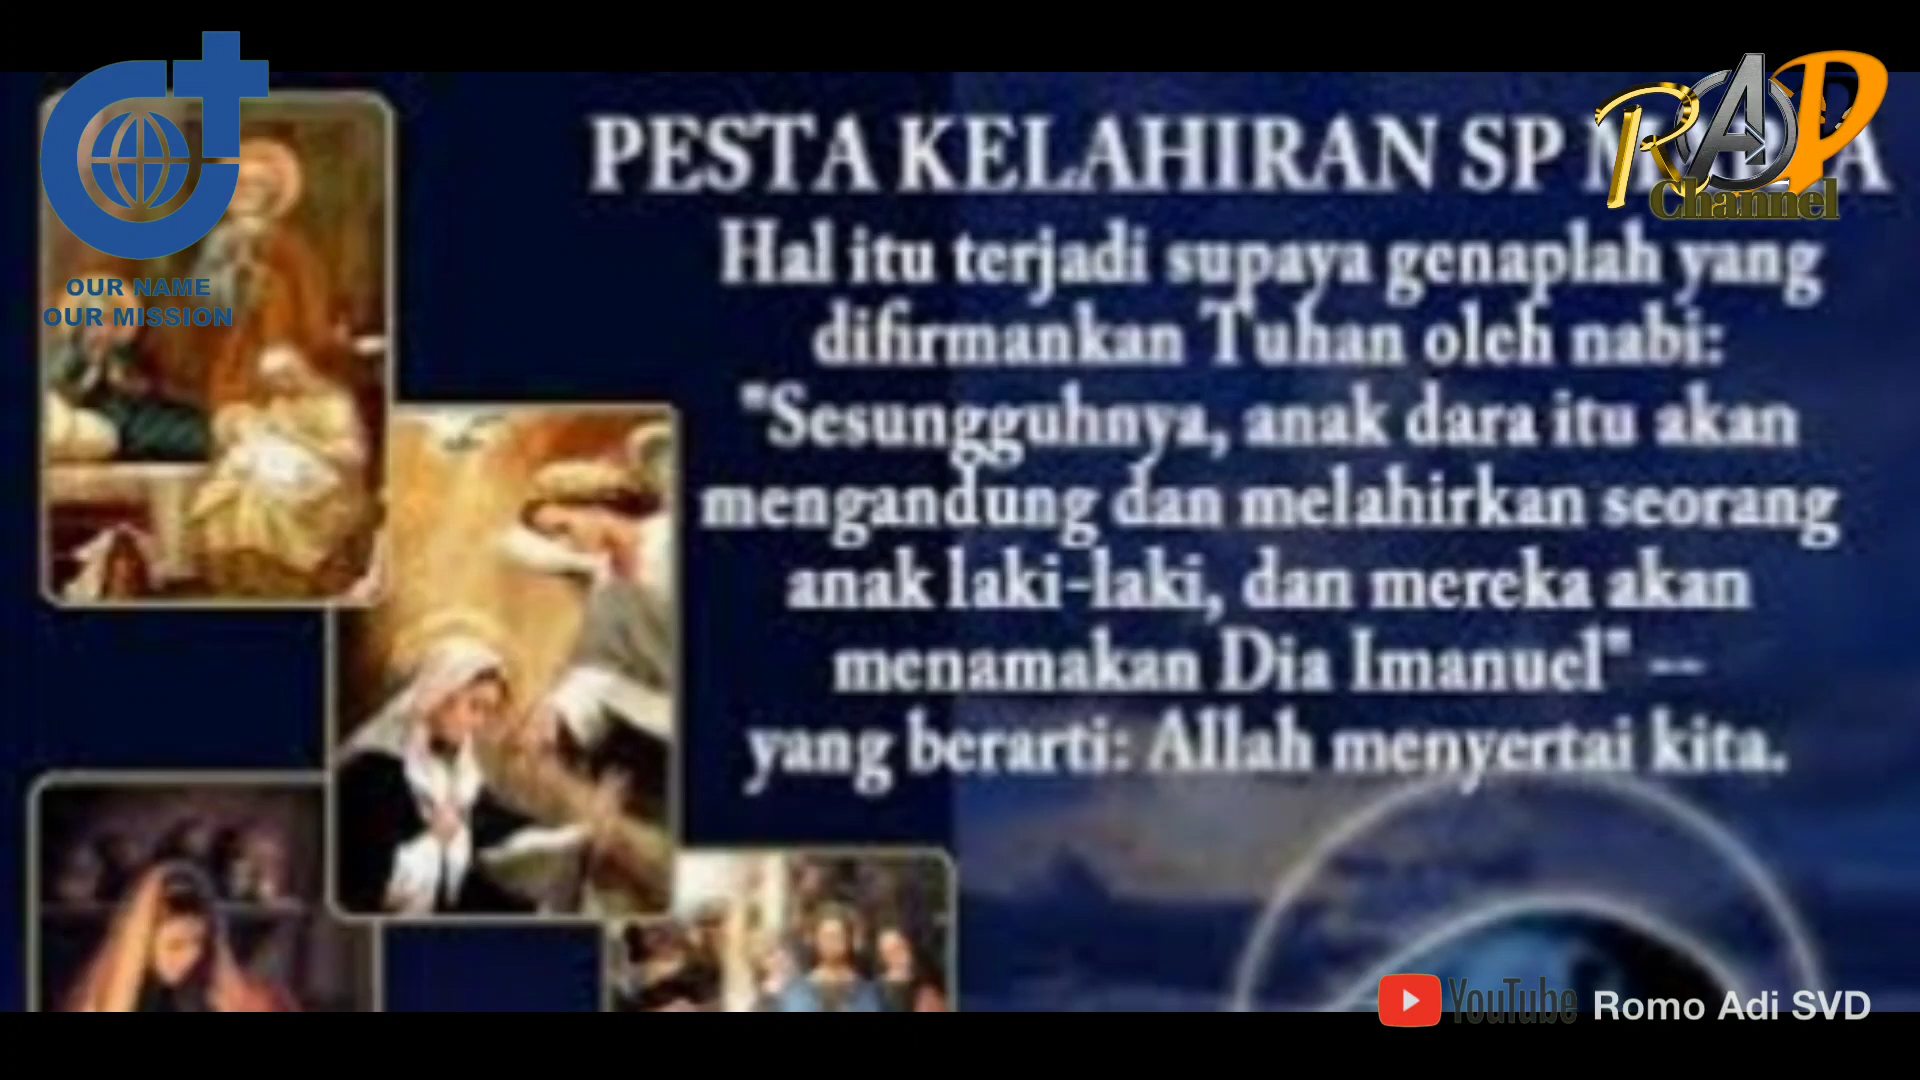 OUR NAME
OUR MISSION
RAP
Channel
PESTA KELAHIRAN SP
Hal itu terjadi supaya genaplah yang
difirmankan Tuhan oleh nabi:
"Sesungguhnya, anak dara itu akan
mengandung dan melahirkan seorang
anak laki-laki, dan mereka akan
menamakan Dia Imanuel" --
yang berarti: Allah menyertai kita.
YouTube Romo Adi SVD